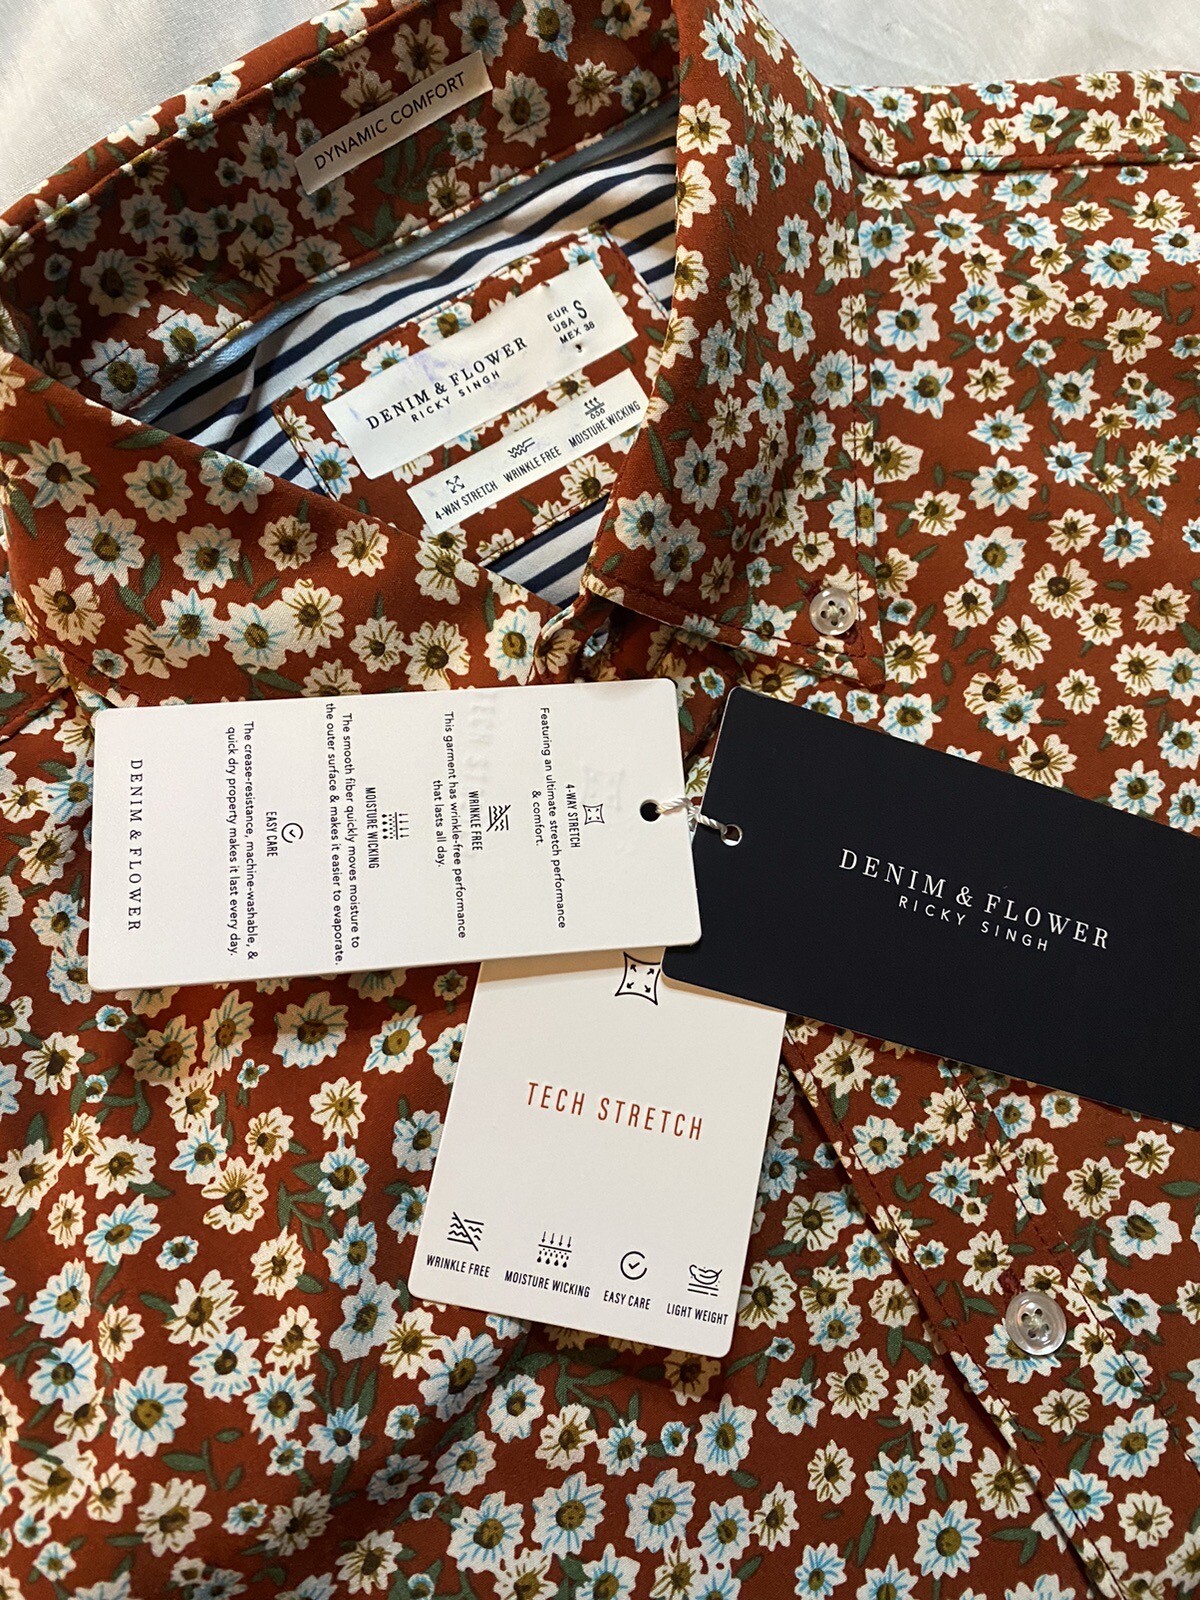 DYNAMIC COMFORT
DENIM & FLOWER
RICKY SINGH
EUR
USA S
MEX 38
4-WAY STRETCH WRINKLE FREE MOISTURE WICKING
4-WAY STRETCH
Featuring an ultimate stretch performance
& comfort.
WRINKLE FREE
This garment has wrinkle-free performance
that lasts all day.
MOISTURE WICKING
The smooth fiber quickly moves moisture to
the outer surface & makes it easier to evaporate.
EASY CARE
The crease-resistance, machine-washable, &
quick dry property makes it last every day.
DENIM & FLOWER
DENIM & FLOWER
RICKY SINGH
TECH STRETCH
WRINKLE FREE
MOISTURE WICKING
EASY CARE
LIGHT WEIGHT